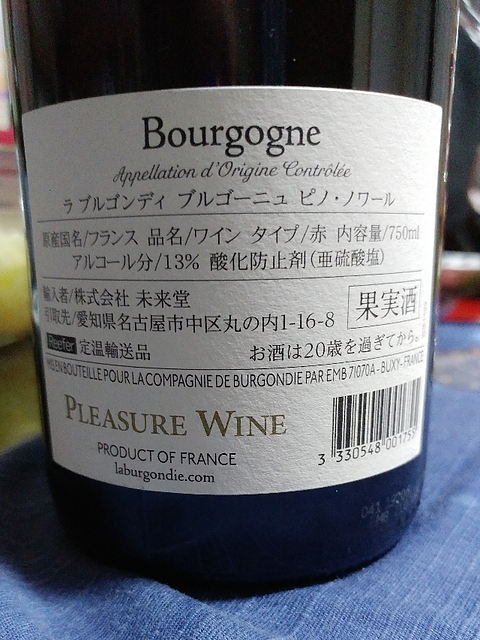 Bourgogne
Appellation d'Origine Contrôlée
ラ ブルゴンディ ブルゴーニュ ピノ・ノワール
原産国名/フランス 品名/ワイン タイプ/赤 内容量/750ml
アルコール分/13% 酸化防止剤(亜硫酸塩)
輸入者/株式会社 未来堂
引取先/愛知県名古屋市中区丸の内1-16-8
果実酒
Reefer 定温輸送品 お酒は20歳を過ぎてから。
MIS EN BOUTEILLE POUR LA COMPAGNIE DE BURGONDIE PAR EMB 71070A - BUXY - FRANCE
PLEASURE WINE
PRODUCT OF FRANCE
laburgondie.com
3 330548 001758